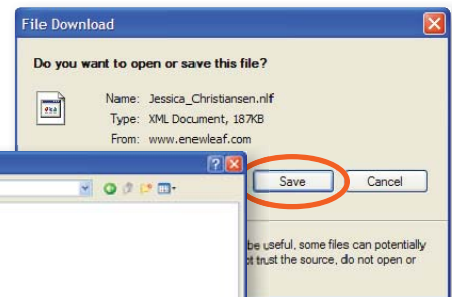 File Download
Do you want to open or save this file?
Name: Jessica_Christiansen.nlf
Type: XML Document, 187KB
From: www.enewleaf.com
Save Cancel
be useful, some files can potentially
trust the source, do not open or